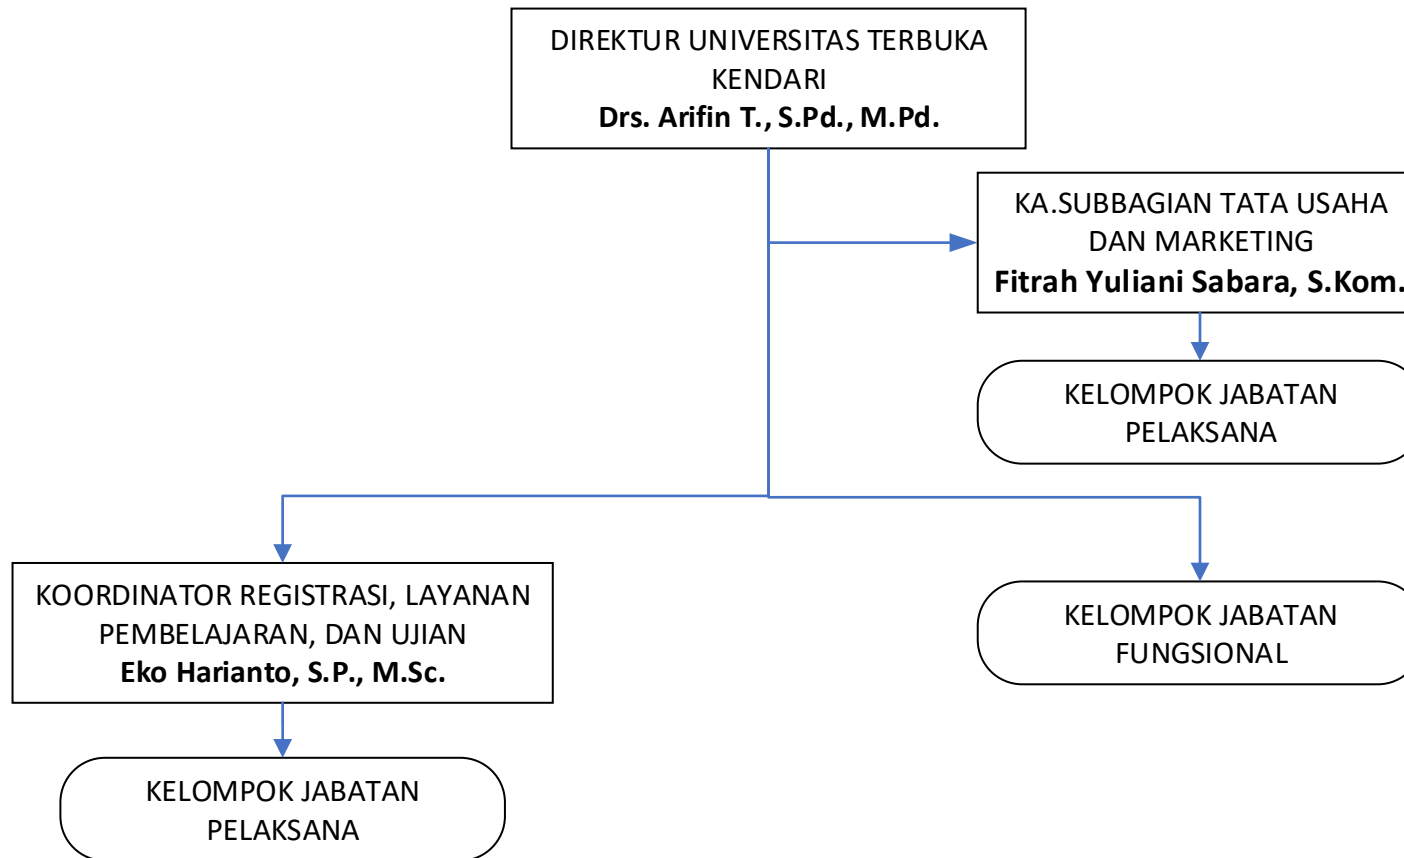 DIREKTUR UNIVERSITAS TERBUKA
KENDARI
Drs. Arifin T., S.Pd., M.Pd.
KA.SUBBAGIAN TATA USAHA
DAN MARKETING
Fitrah Yuliani Sabara, S.Kom.
KELOMPOK JABATAN
PELAKSANA
KOORDINATOR REGISTRASI, LAYANAN
PEMBELAJARAN, DAN UJIAN
Eko Harianto, S.P., M.Sc.
KELOMPOK JABATAN
FUNGSIONAL
KELOMPOK JABATAN
PELAKSANA